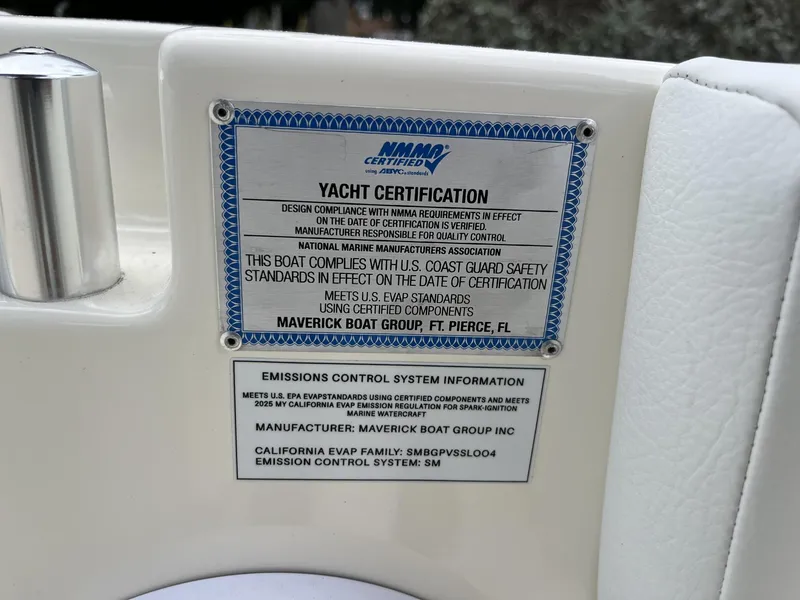 NMMA®
CERTIFIED
using ABYC standards
YACHT CERTIFICATION
DESIGN COMPLIANCE WITH NMMA REQUIREMENTS IN EFFECT
ON THE DATE OF CERTIFICATION IS VERIFIED.
MANUFACTURER RESPONSIBLE FOR QUALITY CONTROL
NATIONAL MARINE MANUFACTURERS ASSOCIATION
THIS BOAT COMPLIES WITH U.S. COAST GUARD SAFETY
STANDARDS IN EFFECT ON THE DATE OF CERTIFICATION
MEETS U.S. EVAP STANDARDS
USING CERTIFIED COMPONENTS
MAVERICK BOAT GROUP, FT. PIERCE, FL
EMISSIONS CONTROL SYSTEM INFORMATION
MEETS U.S. EPA EVAPSTANDARDS USING CERTIFIED COMPONENTS AND MEETS
2025 MY CALIFORNIA EVAP EMISSION REGULATION FOR SPARK-IGNITION
MARINE WATERCRAFT
MANUFACTURER: MAVERICK BOAT GROUP INC
CALIFORNIA EVAP FAMILY: SMBGPVSSL004
EMISSION CONTROL SYSTEM: SM